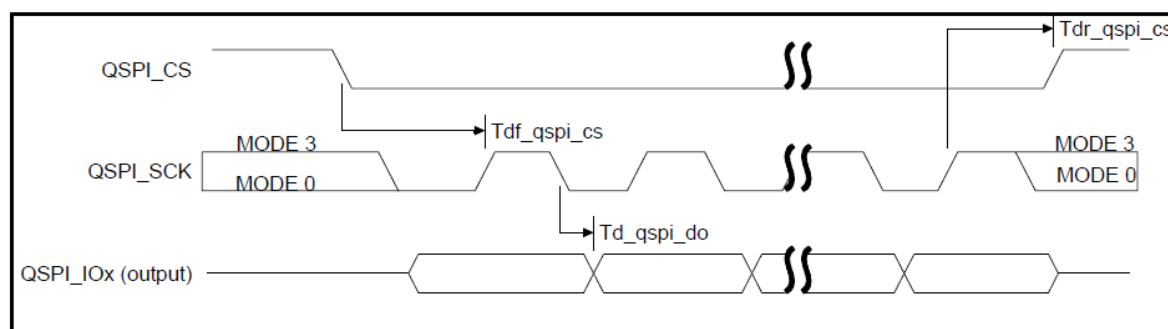 Tdr_qspi_cs
QSPI_CS
Tdf_qspi_cs
MODE 3
MODE 3
QSPI_SCK
MODE 0
MODE 0
Td_qspi_do
QSPI_IOx (output)